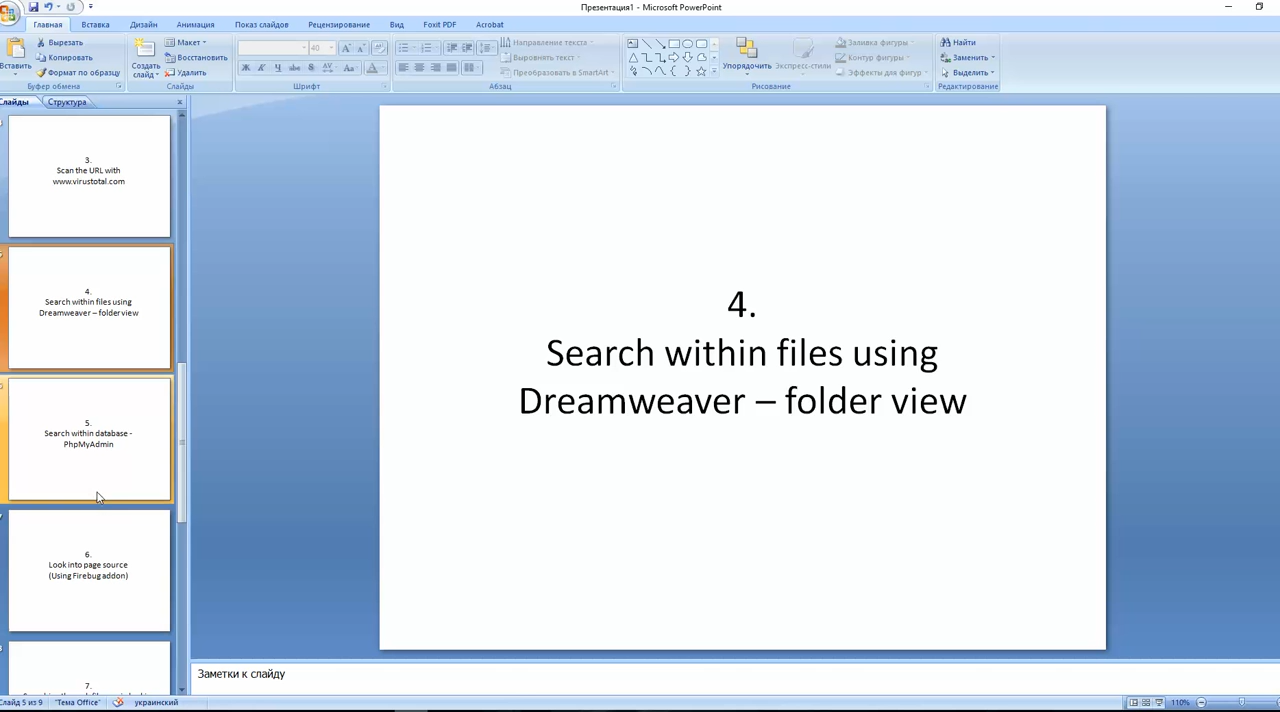 Презентация1 - Microsoft PowerPoint
Главная Вставка Дизайн Анимация Показ слайдов Рецензирование Вид Foxit PDF Acrobat
Вставить
Вырезать
Копировать
Формат по образцу
Буфер обмена
Создать слайд
Макет
Восстановить
Удалить
Слайды
40
Ж К Ч abc S AV Aa A
Шрифт
Направление текста
Выровнять текст
Преобразовать в SmartArt
Абзац
Упорядочить
Экспресс-стили
Заливка фигуры
Контур фигуры
Эффекты для фигур
Рисование
Найти
Заменить
Выделить
Редактирование
Слайды Структура
3.
Scan the URL with
www.virustotal.com
4.
Search within files using
Dreamweaver – folder view
5.
Search within database -
PhpMyAdmin
6.
Look into page source
(Using Firebug addon)
7.
4.
Search within files using
Dreamweaver – folder view
Заметки к слайду
Слайд 5 из 9 "Тема Office" украинский 110%